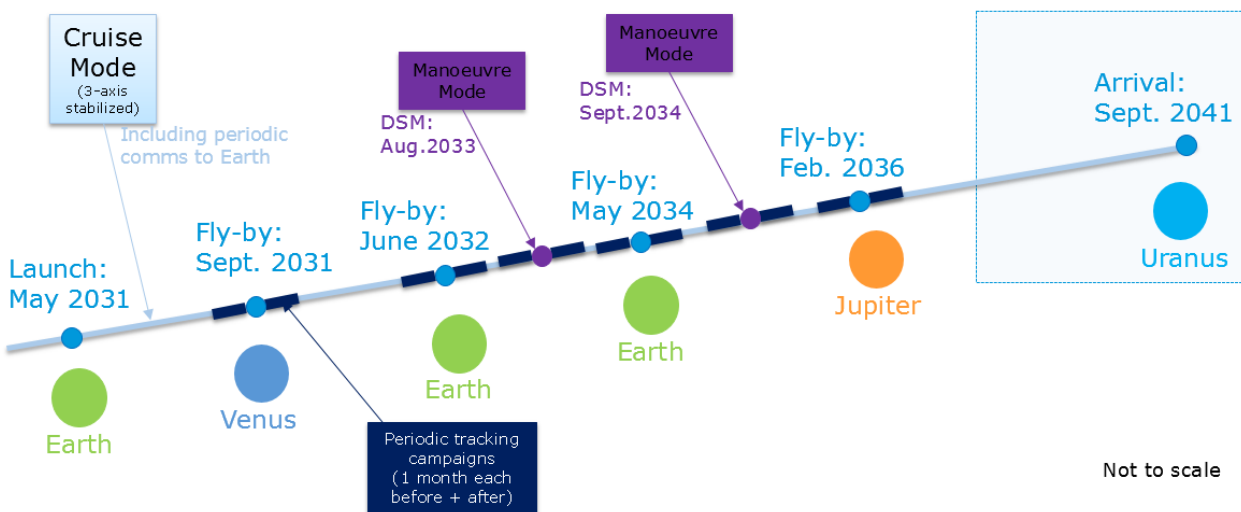 Cruise
Mode
(3-axis
stabilized)
Including periodic
comms to Earth
Manoeuvre
Mode
DSM:
Aug.2033
Manoeuvre
Mode
DSM:
Sept.2034
Launch:
May 2031
Fly-by:
Sept. 2031
Fly-by:
June 2032
Fly-by:
May 2034
Fly-by:
Feb. 2036
Arrival:
Sept. 2041
Earth
Venus
Earth
Earth
Jupiter
Uranus
Periodic tracking
campaigns
(1 month each
before + after)
Not to scale